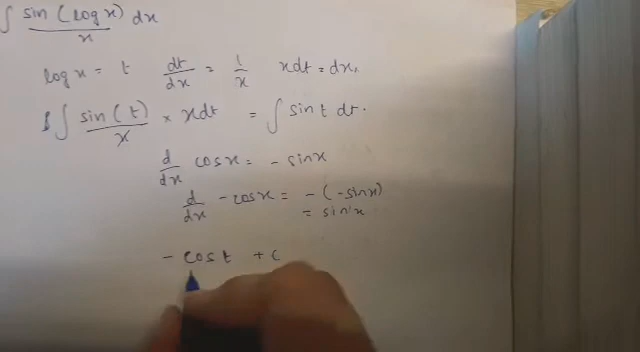 ∫ sin (log x) / x dx
log x = t dt/dx = 1/x xdt = dx,
∫ sin(t) / x × xdt = ∫ sin t dt.
d/dx cos x = - sin x
d/dx - cos x = - (- sin x)
= sin x
- cos t + c